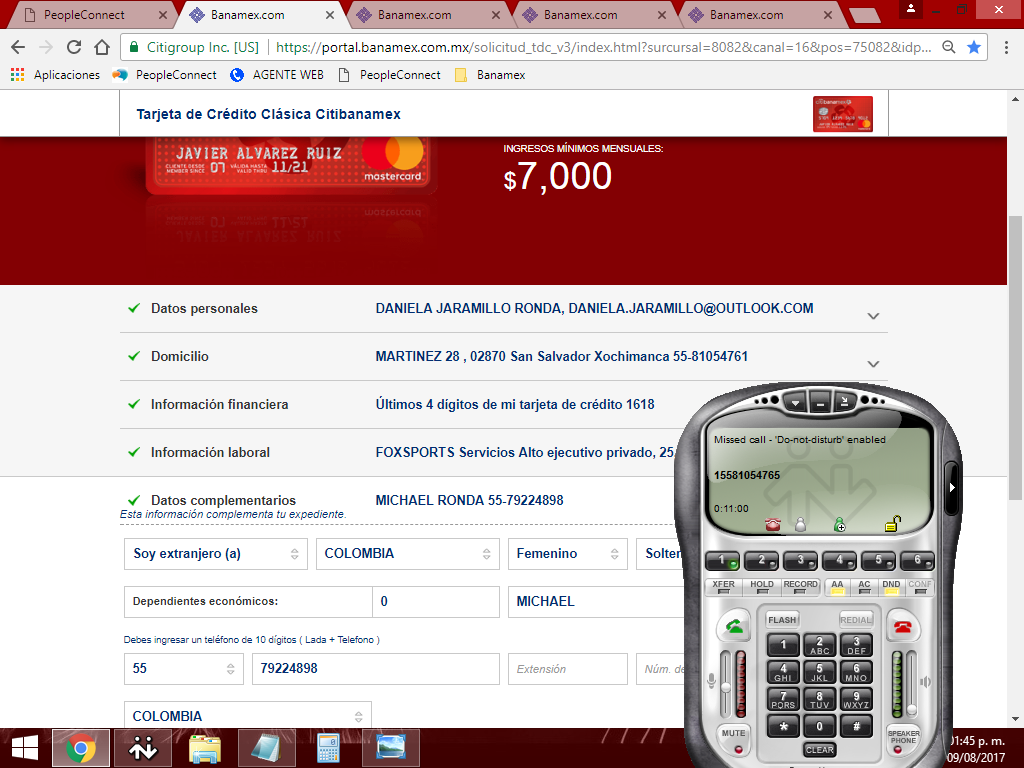 PeopleConnect
Banamex.com
Banamex.com
Banamex.com
Banamex.com
Citigroup Inc. [US]
https://portal.banamex.com.mx/solicitud_tdc_v3/index.html?surcursal=8082&canal=16&pos=75082&idp...
Aplicaciones
PeopleConnect
AGENTE WEB
PeopleConnect
Banamex
Tarjeta de Crédito Clásica Citibanamex
JAVIER ALVAREZ RUIZ
CLIENTE DESDE MEMBER SINCE 07 VÁLIDA HASTA VALID THRU 11/21
mastercard
INGRESOS MÍNIMOS MENSUALES:
$7,000
Datos personales
DANIELA JARAMILLO RONDA, DANIELA.JARAMILLO@OUTLOOK.COM
Domicilio
MARTINEZ 28 , 02870 San Salvador Xochimanca 55-81054761
Información financiera
Últimos 4 dígitos de mi tarjeta de crédito 1618
Información laboral
FOXSPORTS Servicios Alto ejecutivo privado, 25
Datos complementarios
MICHAEL RONDA 55-79224898
Esta información complementa tu expediente.
Soy extranjero (a)
COLOMBIA
Femenino
Solter
Dependientes económicos:
0
MICHAEL
Debes ingresar un teléfono de 10 dígitos ( Lada + Telefono )
55
79224898
Extensión
Núm. de
COLOMBIA
Missed call - 'Do-not-disturb' enabled
15581054765
0:11:00
1 2 3 4 5 6
XFER HOLD RECORD AA AC DND CONF
FLASH
REDIAL
1
2 ABC
3 DEF
4 GHI
5 JKL
6 MNO
7 PQRS
8 TUV
9 WXYZ
*
0
#
MUTE
SPEAKER PHONE
CLEAR
01:45 p. m.
09/08/2017